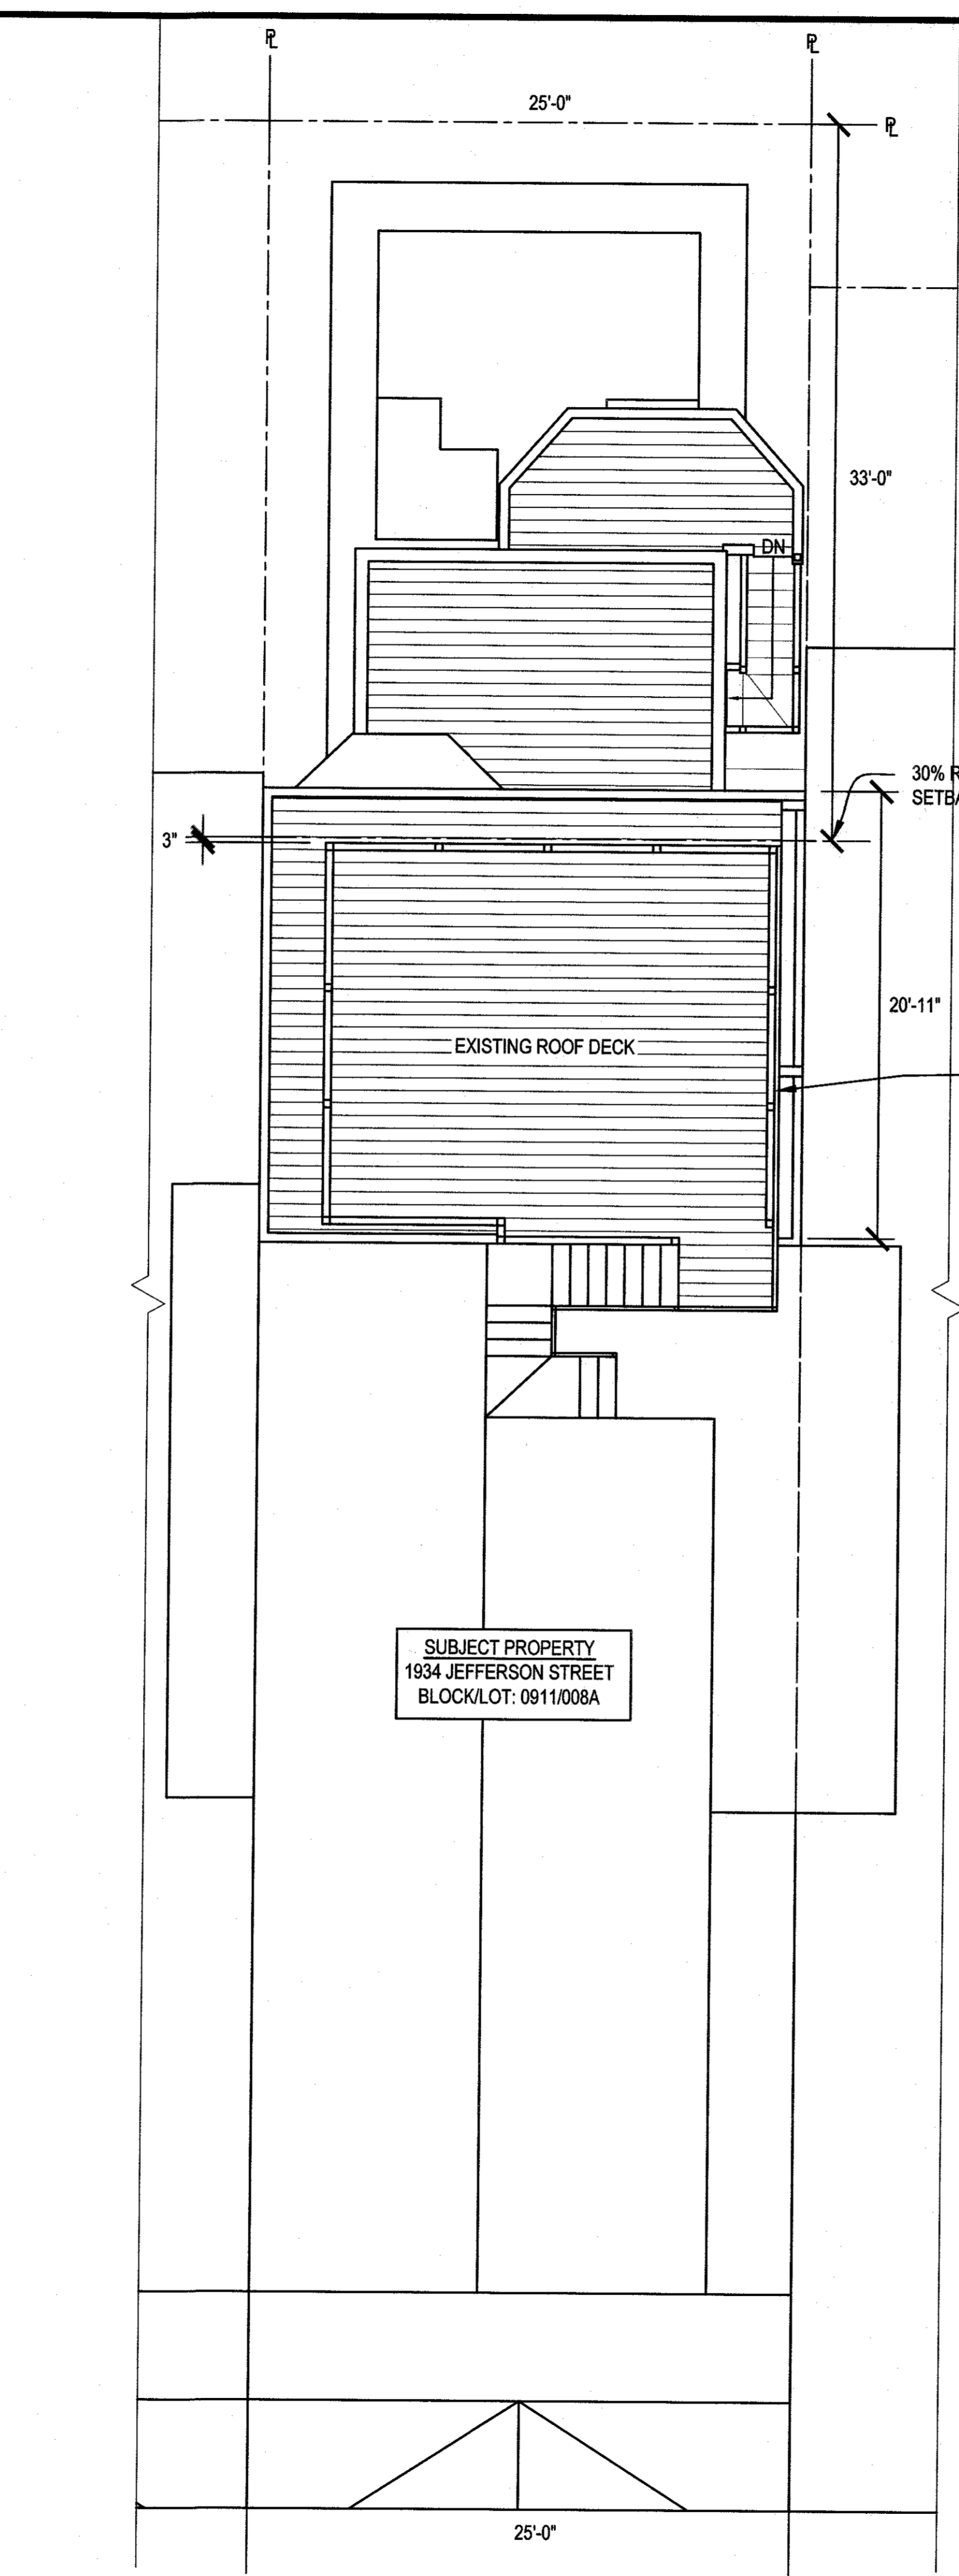 PL
PL
25'-0"
PL
33'-0"
DN
30%
3"
20'-11"
EXISTING ROOF DECK
SUBJECT PROPERTY
1934 JEFFERSON STREET
BLOCK/LOT: 0911/008A
25'-0"